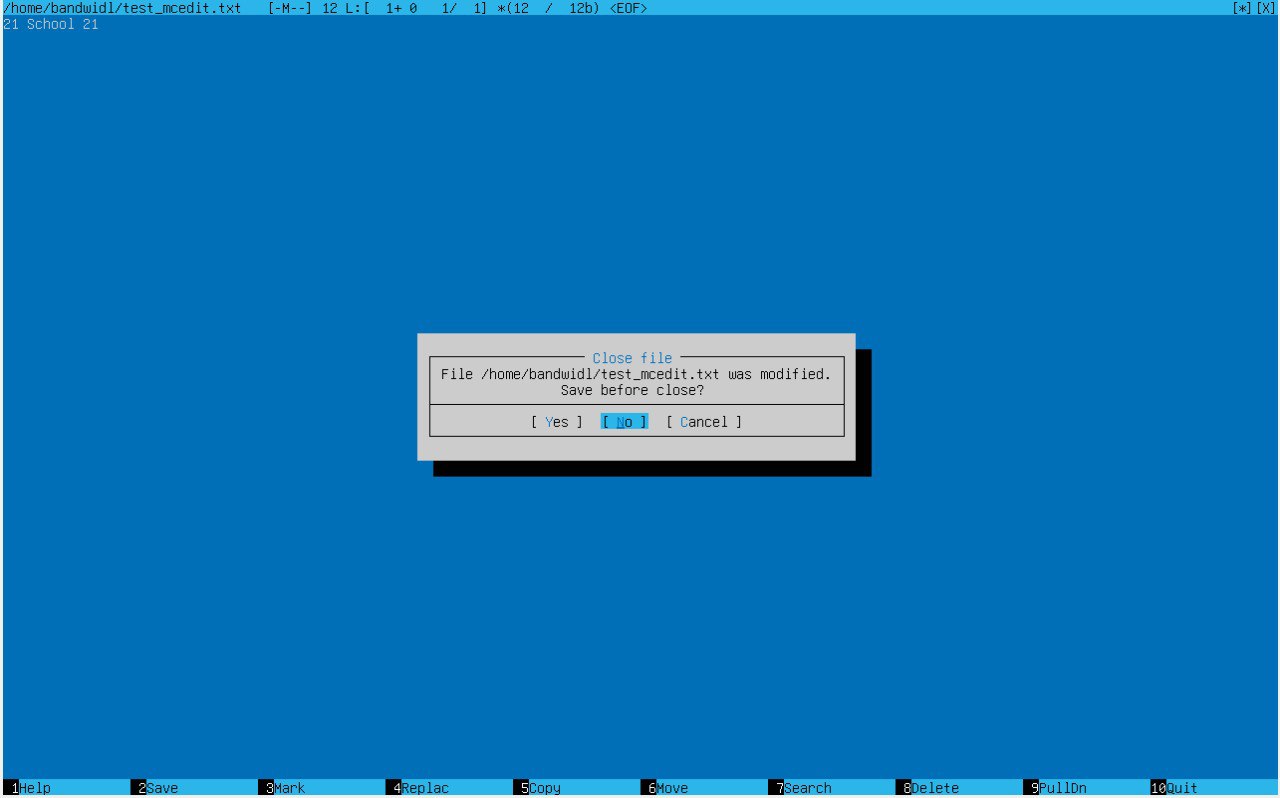 /home/bandwidl/test_mcedit.txt   [-M--] 12 L:[  1+ 0   1/  1] *(12  /  12b) <EOF>   [*][X]
21 School 21
Close file
File /home/bandwidl/test_mcedit.txt was modified.
Save before close?
[ Yes ]  [ No ]  [ Cancel ]
1Help  2Save  3Mark  4Replac  5Copy  6Move  7Search  8Delete  9PullDn  10Quit